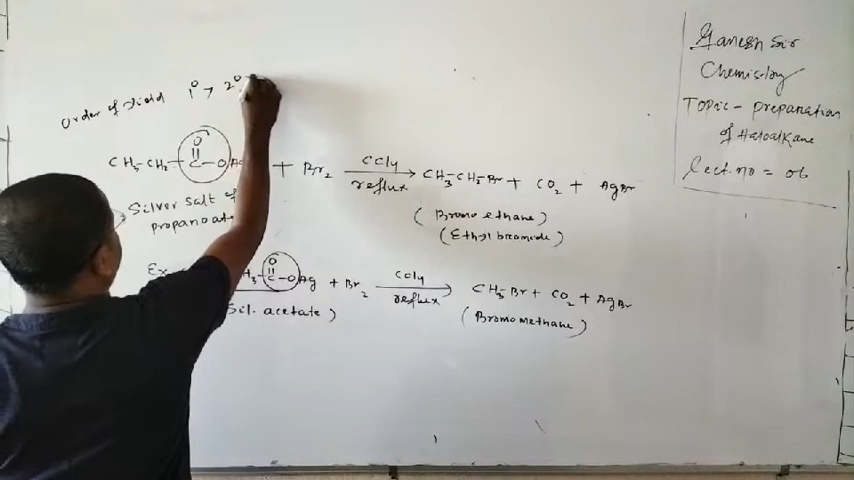 Order of yield 1° > 2°
O
CH3-CH2-C-OAg + Br2 CCl4 reflux CH3-CH2-Br + CO2 + AgBr
Silver salt of
propanoate
(Bromo ethane)
(Ethyl bromide)
Ex
O
C-OAg + Br2 CCl4 reflux CH3-Br + CO2 + AgBr
Sil. acetate)
(Bromomethane)
Ganesh Sir
Chemistry
Topic - preparation
of Haloalkane
Lect. no = 06